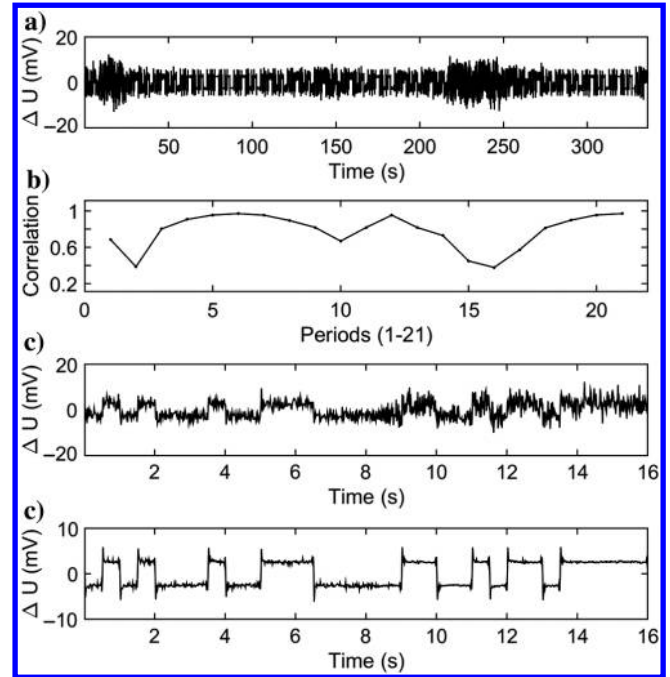 a)
20
0
−20
Δ U (mV)
50 100 150 200 250 300
Time (s)
b)
1
0.6
0.2
Correlation
0 5 10 15 20
Periods (1-21)
c)
20
0
−20
Δ U (mV)
2 4 6 8 10 12 14 16
Time (s)
c)
10
0
−10
Δ U (mV)
2 4 6 8 10 12 14 16
Time (s)